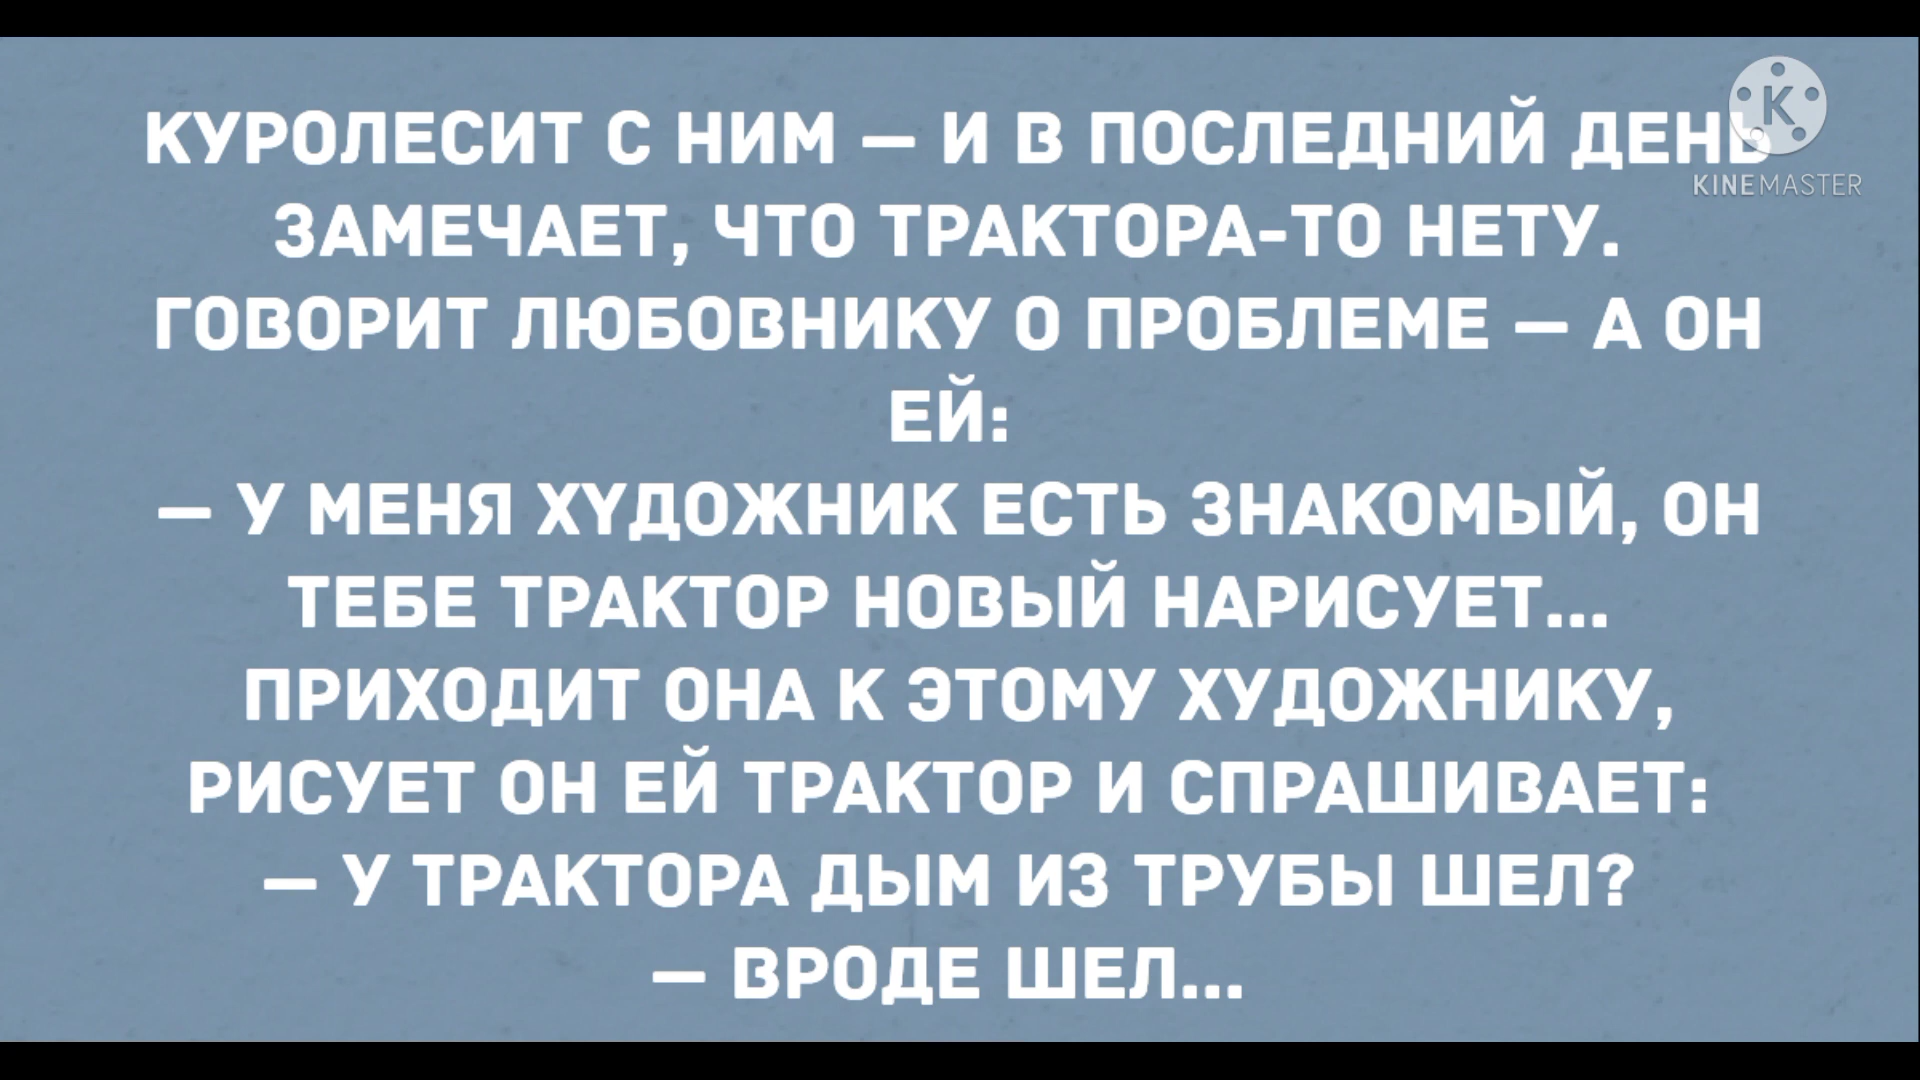 КУРОЛЕСИТ С НИМ — И В ПОСЛЕДНИЙ ДЕНЬ
ЗАМЕЧАЕТ, ЧТО ТРАКТОРА-ТО НЕТУ.
ГОВОРИТ ЛЮБОВНИКУ О ПРОБЛЕМЕ — А ОН
ЕЙ:
— У МЕНЯ ХУДОЖНИК ЕСТЬ ЗНАКОМЫЙ, ОН
ТЕБЕ ТРАКТОР НОВЫЙ НАРИСУЕТ...
ПРИХОДИТ ОНА К ЭТОМУ ХУДОЖНИКУ,
РИСУЕТ ОН ЕЙ ТРАКТОР И СПРАШИВАЕТ:
— У ТРАКТОРА ДЫМ ИЗ ТРУБЫ ШЕЛ?
— ВРОДЕ ШЕЛ...
K
KINEMASTER